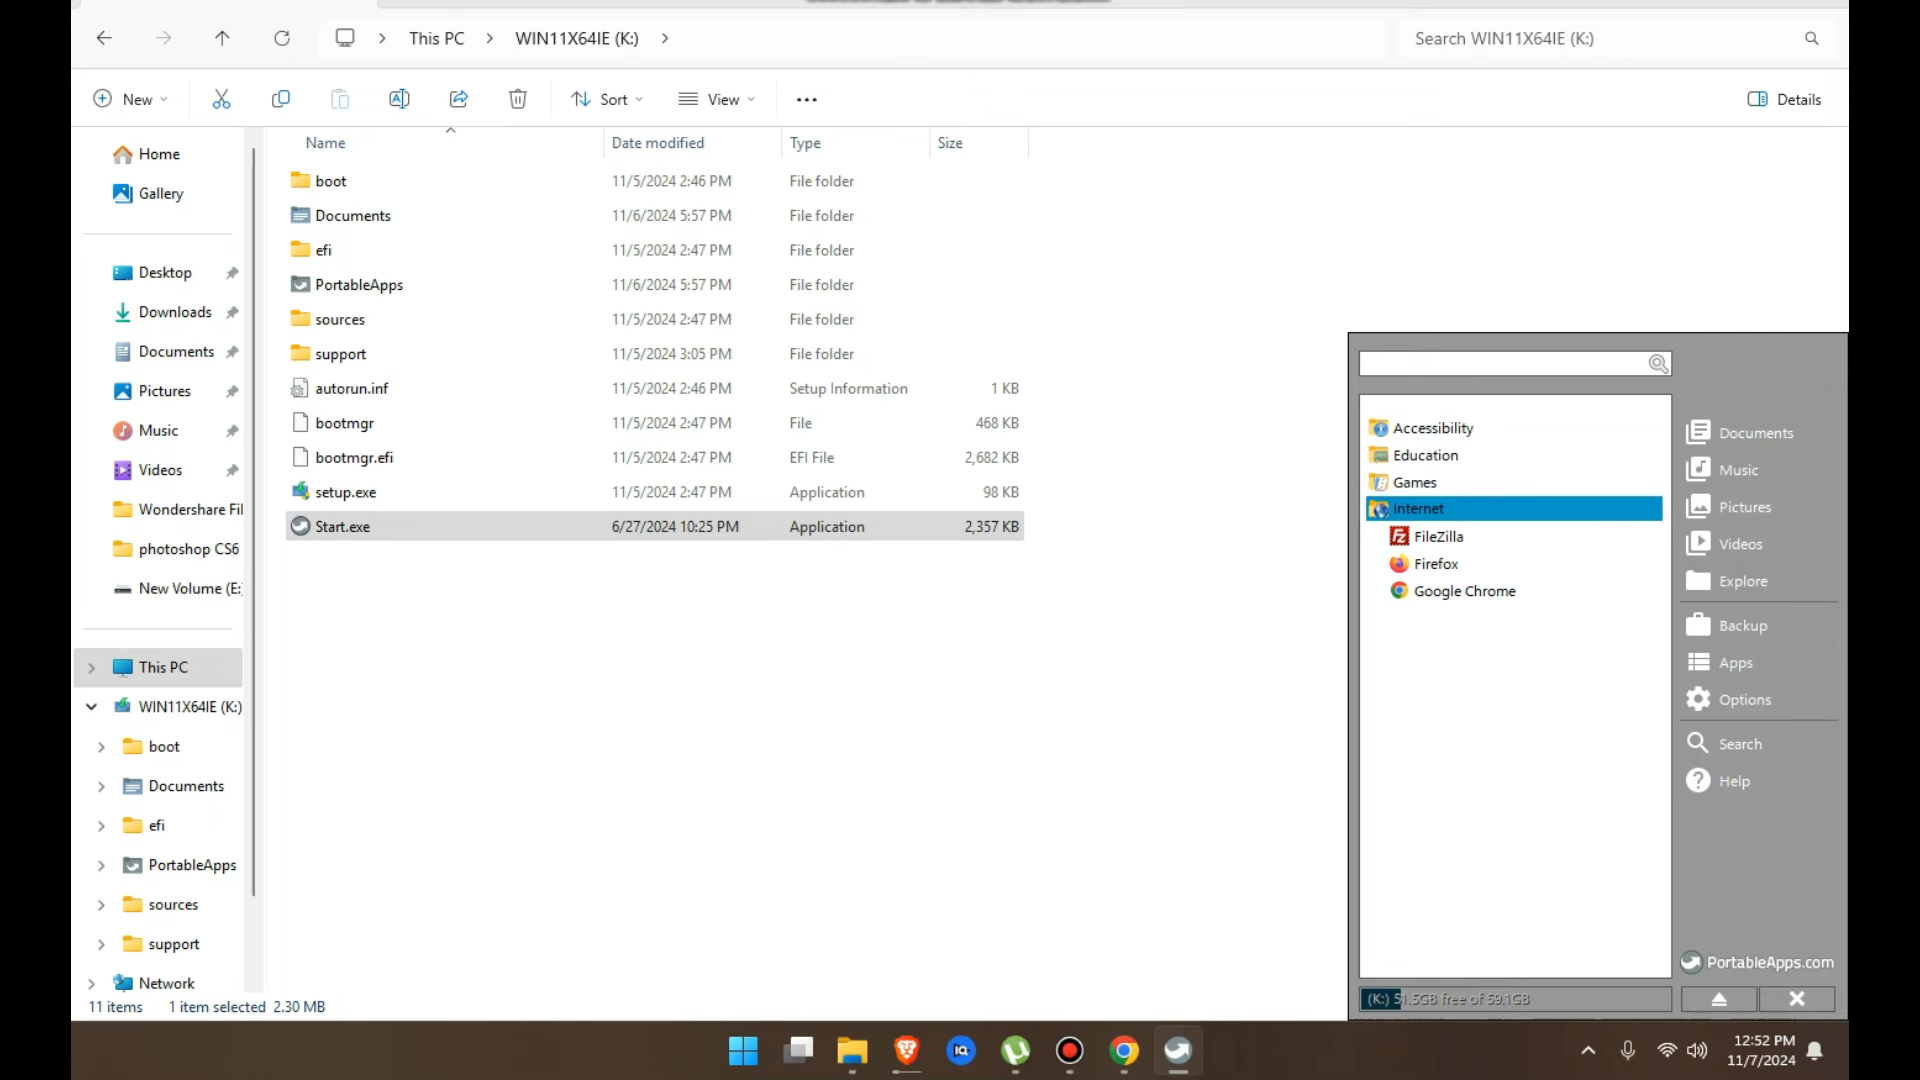 This PC
WIN11X64IE (K:)
Search WIN11X64IE (K:)
New
Sort
View
Details
Home
Gallery
Desktop
Downloads
Documents
Pictures
Music
Videos
Wondershare Fil
photoshop CS6
New Volume (E:
This PC
WIN11X64IE (K:)
boot
Documents
efi
PortableApps
sources
support
Network
Name Date modified Type Size
boot 11/5/2024 2:46 PM File folder
Documents 11/6/2024 5:57 PM File folder
efi 11/5/2024 2:47 PM File folder
PortableApps 11/6/2024 5:57 PM File folder
sources 11/5/2024 2:47 PM File folder
support 11/5/2024 3:05 PM File folder
autorun.inf 11/5/2024 2:46 PM Setup Information 1 KB
bootmgr 11/5/2024 2:47 PM File 468 KB
bootmgr.efi 11/5/2024 2:47 PM EFI File 2,682 KB
setup.exe 11/5/2024 2:47 PM Application 98 KB
Start.exe 6/27/2024 10:25 PM Application 2,357 KB
11 items 1 item selected 2.30 MB
Accessibility
Education
Games
Internet
FileZilla
Firefox
Google Chrome
Documents
Music
Pictures
Videos
Explore
Backup
Apps
Options
Search
Help
PortableApps.com
(K:) 51.5GB free of 59.1GB
12:52 PM
11/7/2024